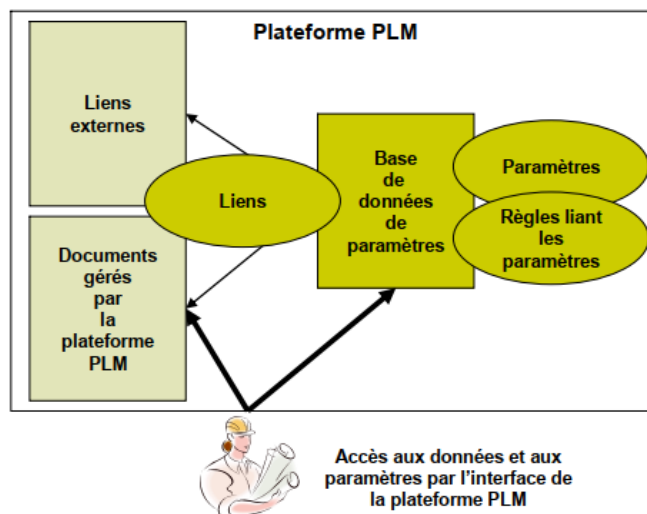 Plateforme PLM
Liens
externes
Liens
Base
de
données
de
paramètres
Paramètres
Règles liant
les
paramètres
Documents
gérés
par
la
plateforme
PLM
Accès aux données et aux
paramètres par l'interface de
la plateforme PLM